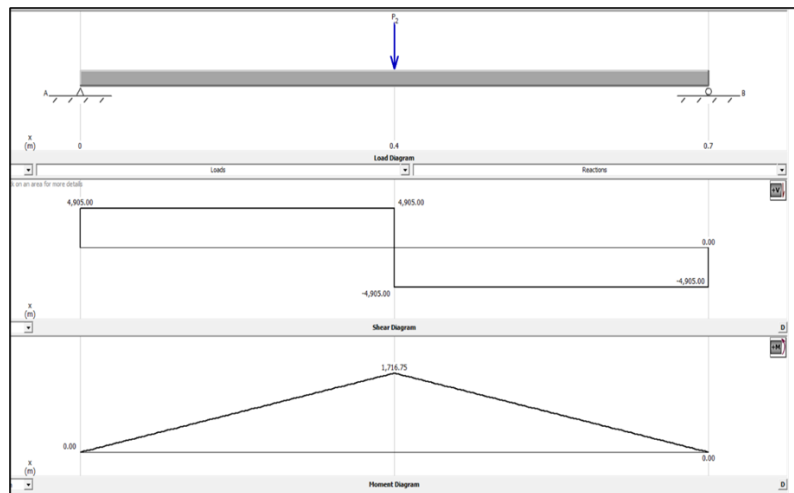 P2
A
B
x
(m)
0
0.4
0.7
Load Diagram
Loads
Reactions
s on an area for more details
+V
4,905.00
4,905.00
0.00
-4,905.00
-4,905.00
x
(m)
Shear Diagram
D
+M
1,716.75
0.00
0.00
x
(m)
Moment Diagram
D